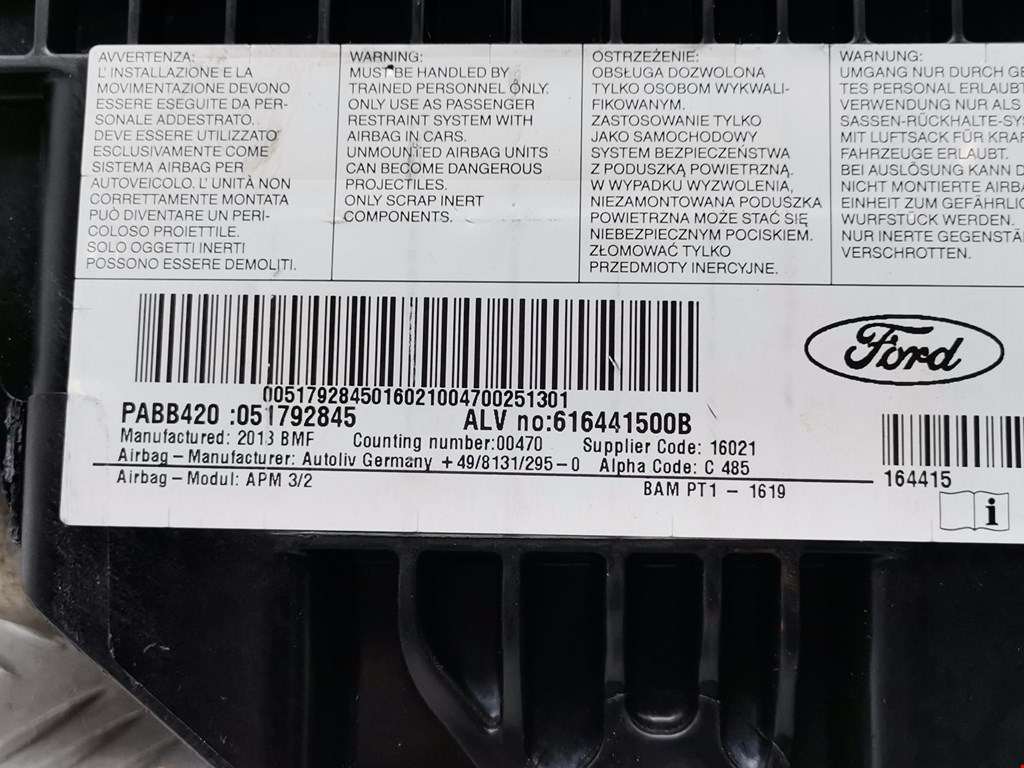 AVVERTENZA:
L' INSTALLAZIONE E LA
MOVIMENTAZIONE DEVONO
ESSERE ESEGUITE DA PER-
SONALE ADDESTRATO.
DEVE ESSERE UTILIZZATO
ESCLUSIVAMENTE COME
SISTEMA AIRBAG PER
AUTOVEICOLO. L' UNITÀ NON
CORRETTAMENTE MONTATA
PUÒ DIVENTARE UN PERI-
COLOSO PROIETTILE.
SOLO OGGETTI INERTI
POSSONO ESSERE DEMOLITI.
WARNING:
MUST BE HANDLED BY
TRAINED PERSONNEL ONLY.
ONLY USE AS PASSENGER
RESTRAINT SYSTEM WITH
AIRBAG IN CARS.
UNMOUNTED AIRBAG UNITS
CAN BECOME DANGEROUS
PROJECTILES.
ONLY SCRAP INERT
COMPONENTS.
OSTRZEŻENIE:
OBSŁUGA DOZWOLONA
TYLKO OSOBOM WYKWALI-
FIKOWANYM.
ZASTOSOWANIE TYLKO
JAKO SAMOCHODOWY
SYSTEM BEZPIECZEŃSTWA
Z PODUSZKĄ POWIETRZNĄ.
W WYPADKU WYZWOLENIA,
NIEZAMONTOWANA PODUSZKA
POWIETRZNA MOŻE STAĆ SIĘ
NIEBEZPIECZNYM POCISKIEM.
ZŁOMOWAĆ TYLKO
PRZEDMIOTY INERCYJNE.
WARNUNG:
UMGANG NUR DURCH GE
TES PERSONAL ERLAUBT
VERWENDUNG NUR ALS
SASSEN-RÜCKHALTE-SYS
MIT LUFTSACK FÜR KRAF
FAHRZEUGE ERLAUBT.
BEI AUSLÖSUNG KANN D
NICHT MONTIERTE AIRBA
EINHEIT ZUM GEFÄHRLIC
WURFSTÜCK WERDEN.
NUR INERTE GEGENSTÄ
VERSCHROTTEN.
Ford
0051792845016021004700251301
PABB420 :051792845 ALV no:616441500B
Manufactured: 2013 BMF Counting number:00470 Supplier Code: 16021
Airbag – Manufacturer: Autoliv Germany +49/8131/295–0 Alpha Code: C 485
Airbag – Modul: APM 3/2 BAM PT1 – 1619
164415
i